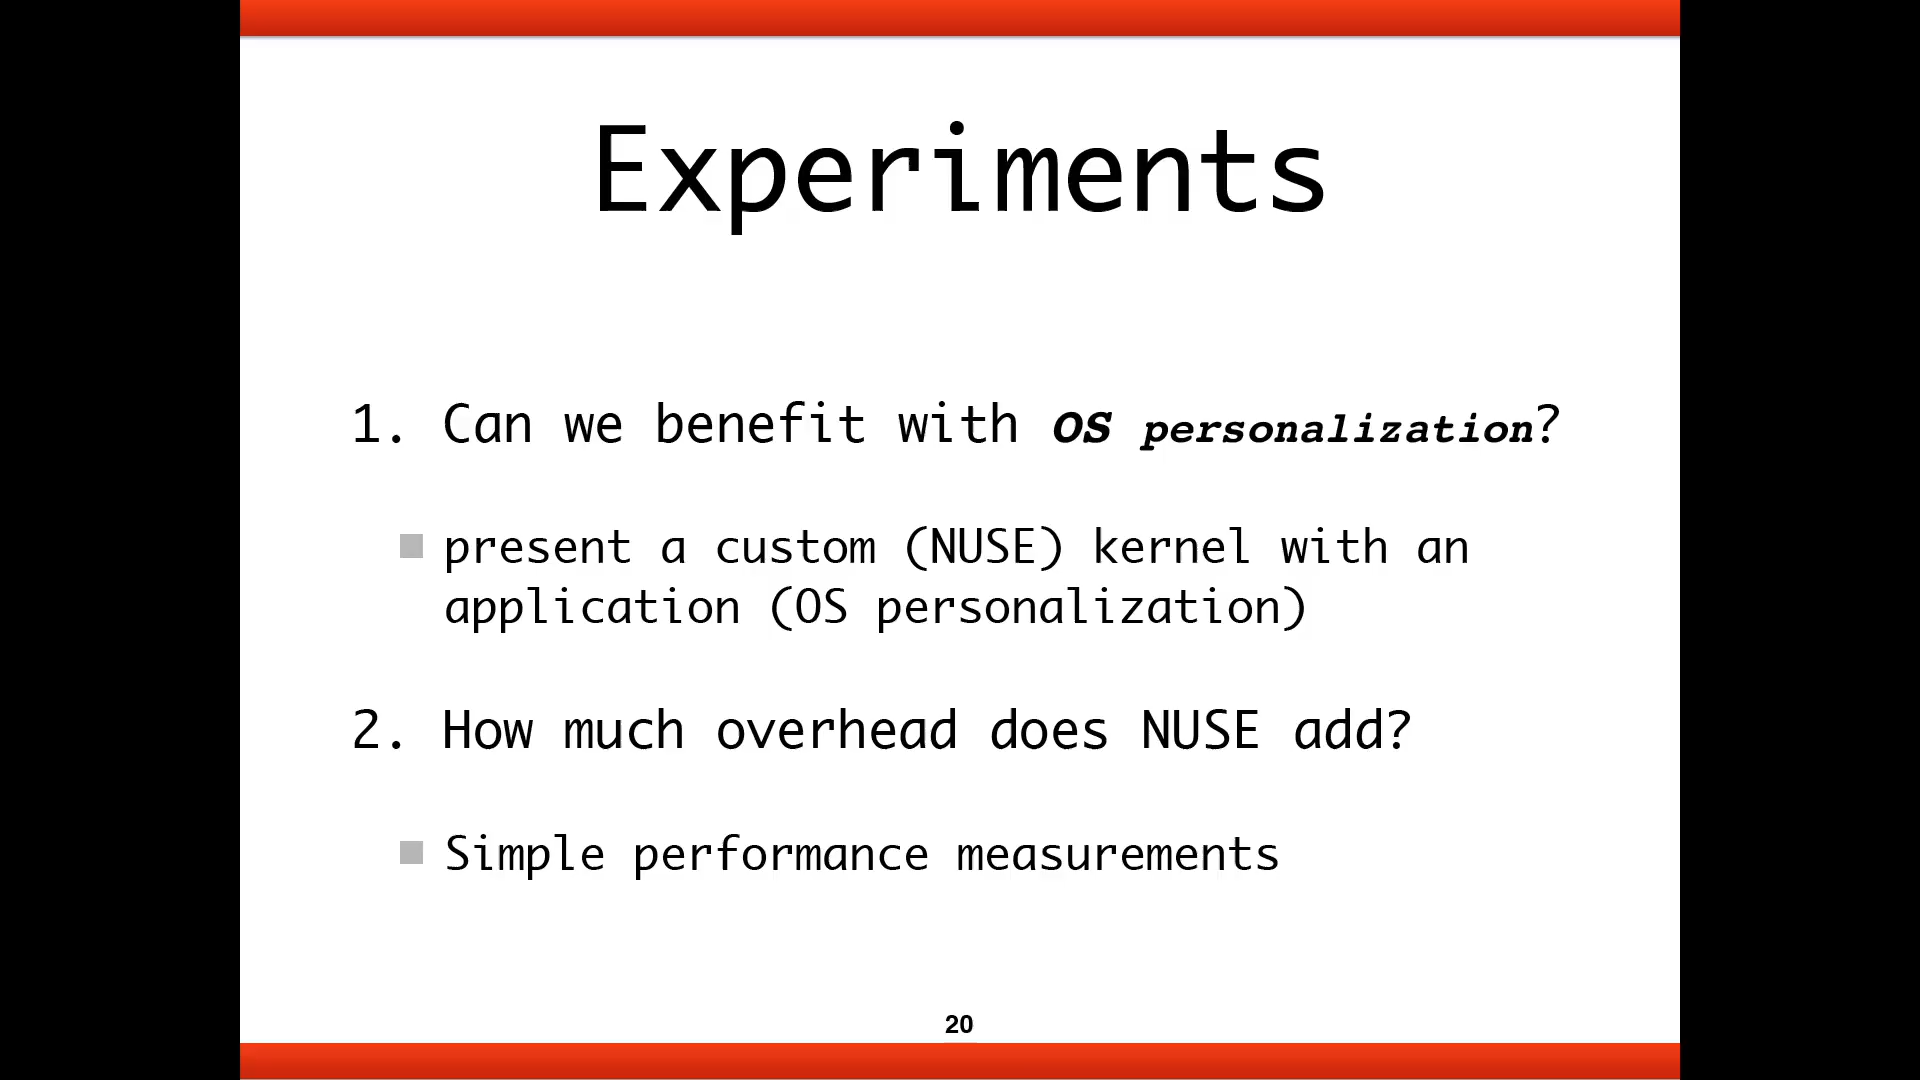 Experiments
1. Can we benefit with OS personalization?
■ present a custom (NUSE) kernel with an
application (OS personalization)
2. How much overhead does NUSE add?
■ Simple performance measurements
20